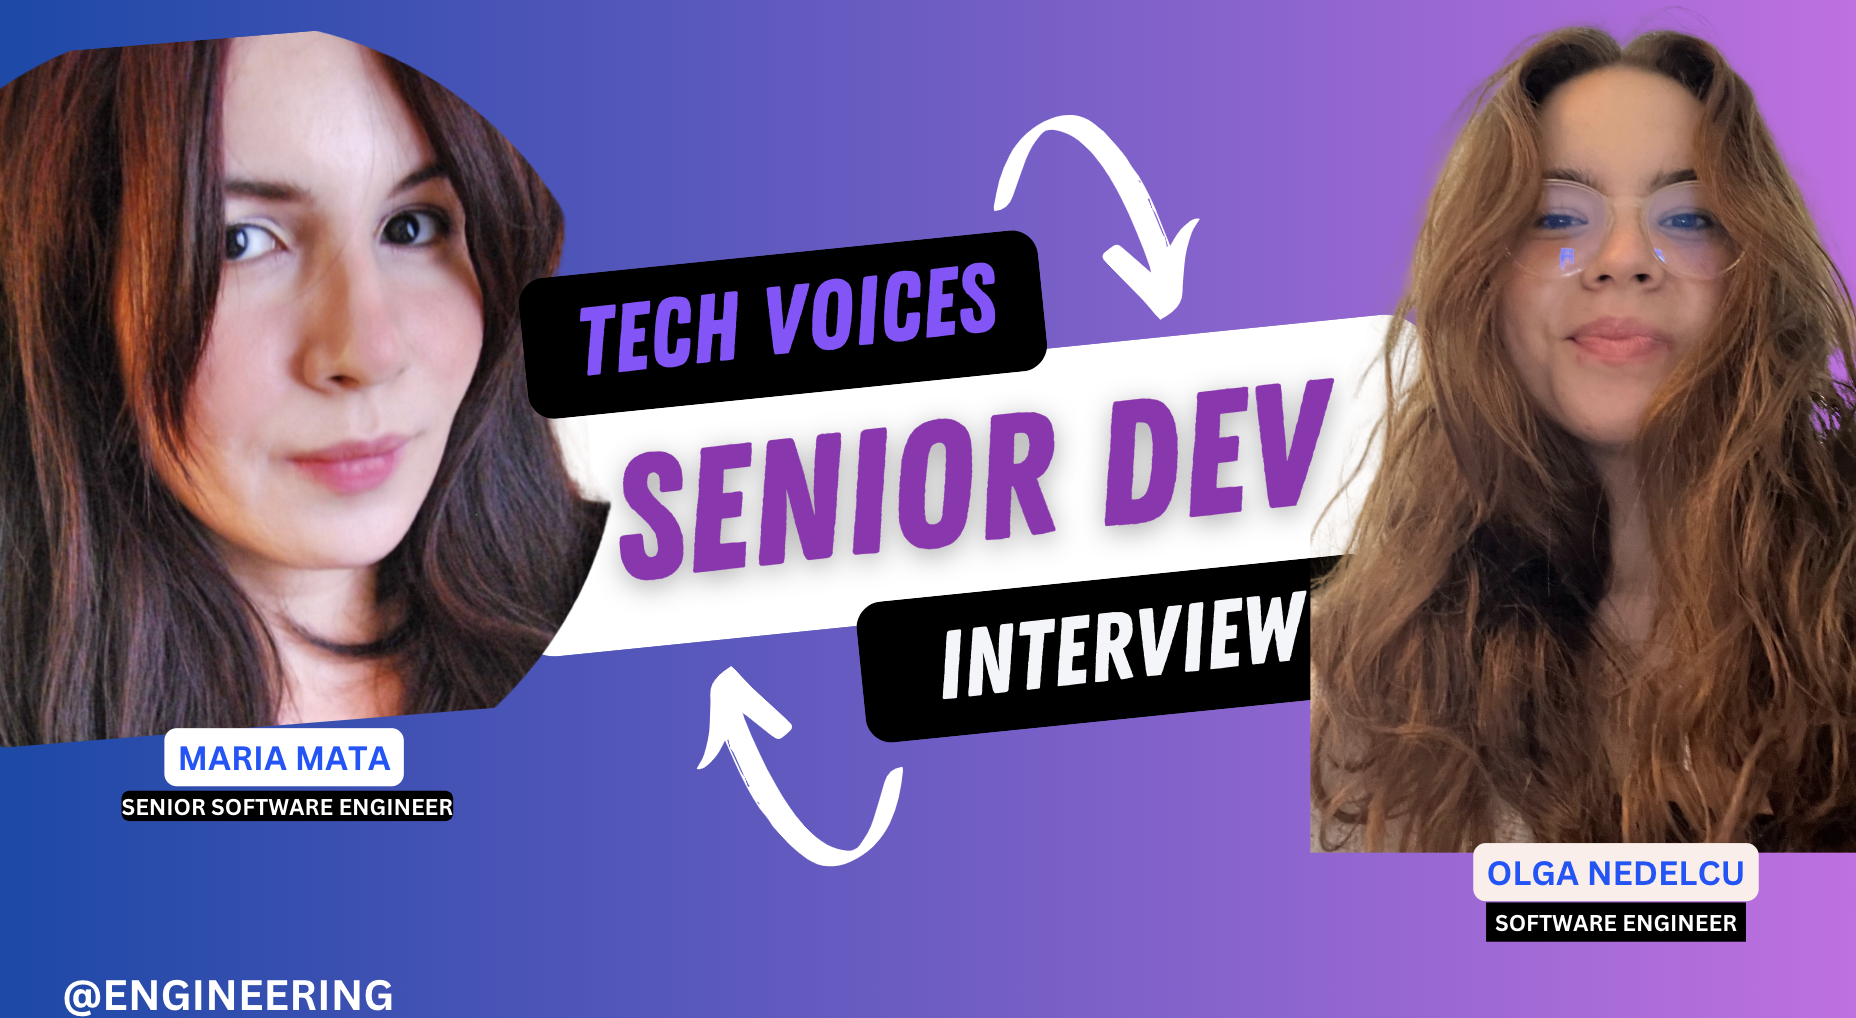 TECH VOICES
SENIOR DEV
INTERVIEW
MARIA MATA
SENIOR SOFTWARE ENGINEER
OLGA NEDELCU
SOFTWARE ENGINEER
@ENGINEERING